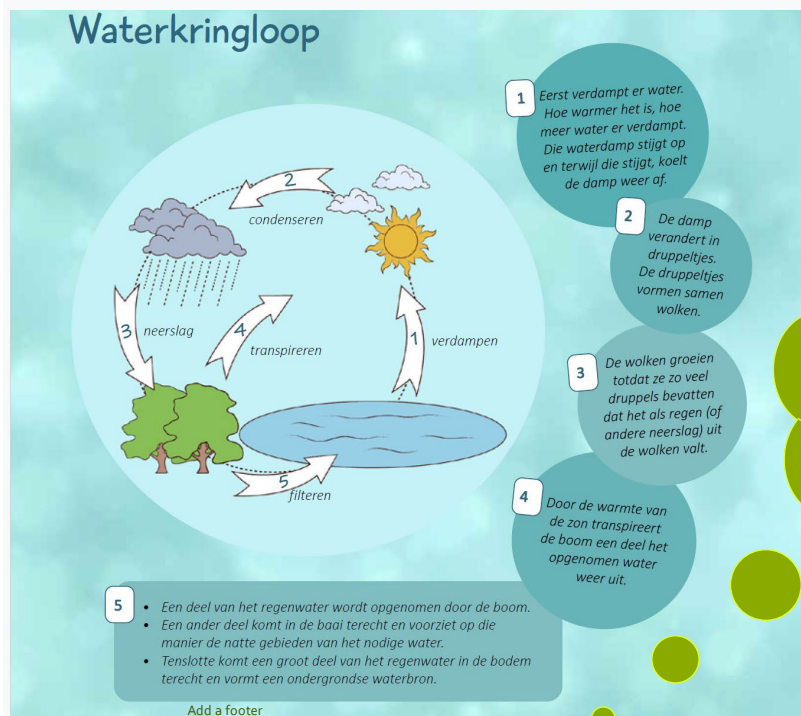 Waterkringloop
2
condenseren
3
neerslag
4
transpireren
1
verdampen
5
filteren
1
Eerst verdampt er water.
Hoe warmer het is, hoe
meer water er verdampt.
Die waterdamp stijgt op
en terwijl die stijgt, koelt
de damp weer af.
2
De damp
verandert in
druppeltjes.
De druppeltjes
vormen samen
wolken.
3
De wolken groeien
totdat ze zo veel
druppels bevatten
dat het als regen (of
andere neerslag) uit
de wolken valt.
4
Door de warmte van
de zon transpireert
de boom een deel het
opgenomen water
weer uit.
5
• Een deel van het regenwater wordt opgenomen door de boom.
• Een ander deel komt in de baai terecht en voorziet op die
manier de natte gebieden van het nodige water.
• Tenslotte komt een groot deel van het regenwater in de bodem
terecht en vormt een ondergrondse waterbron.
Add a footer